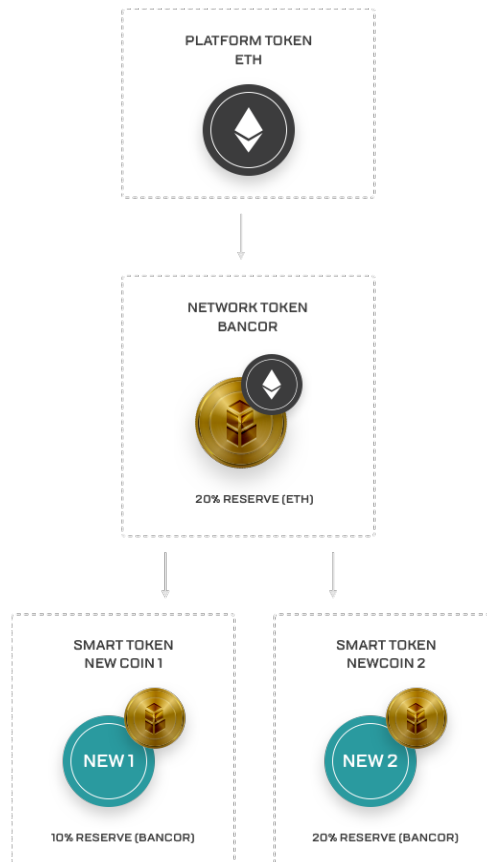 PLATFORM TOKEN
ETH
NETWORK TOKEN
BANCOR
20% RESERVE (ETH)
SMART TOKEN
NEW COIN 1
NEW 1
10% RESERVE (BANCOR)
SMART TOKEN
NEWCOIN 2
NEW 2
20% RESERVE (BANCOR)